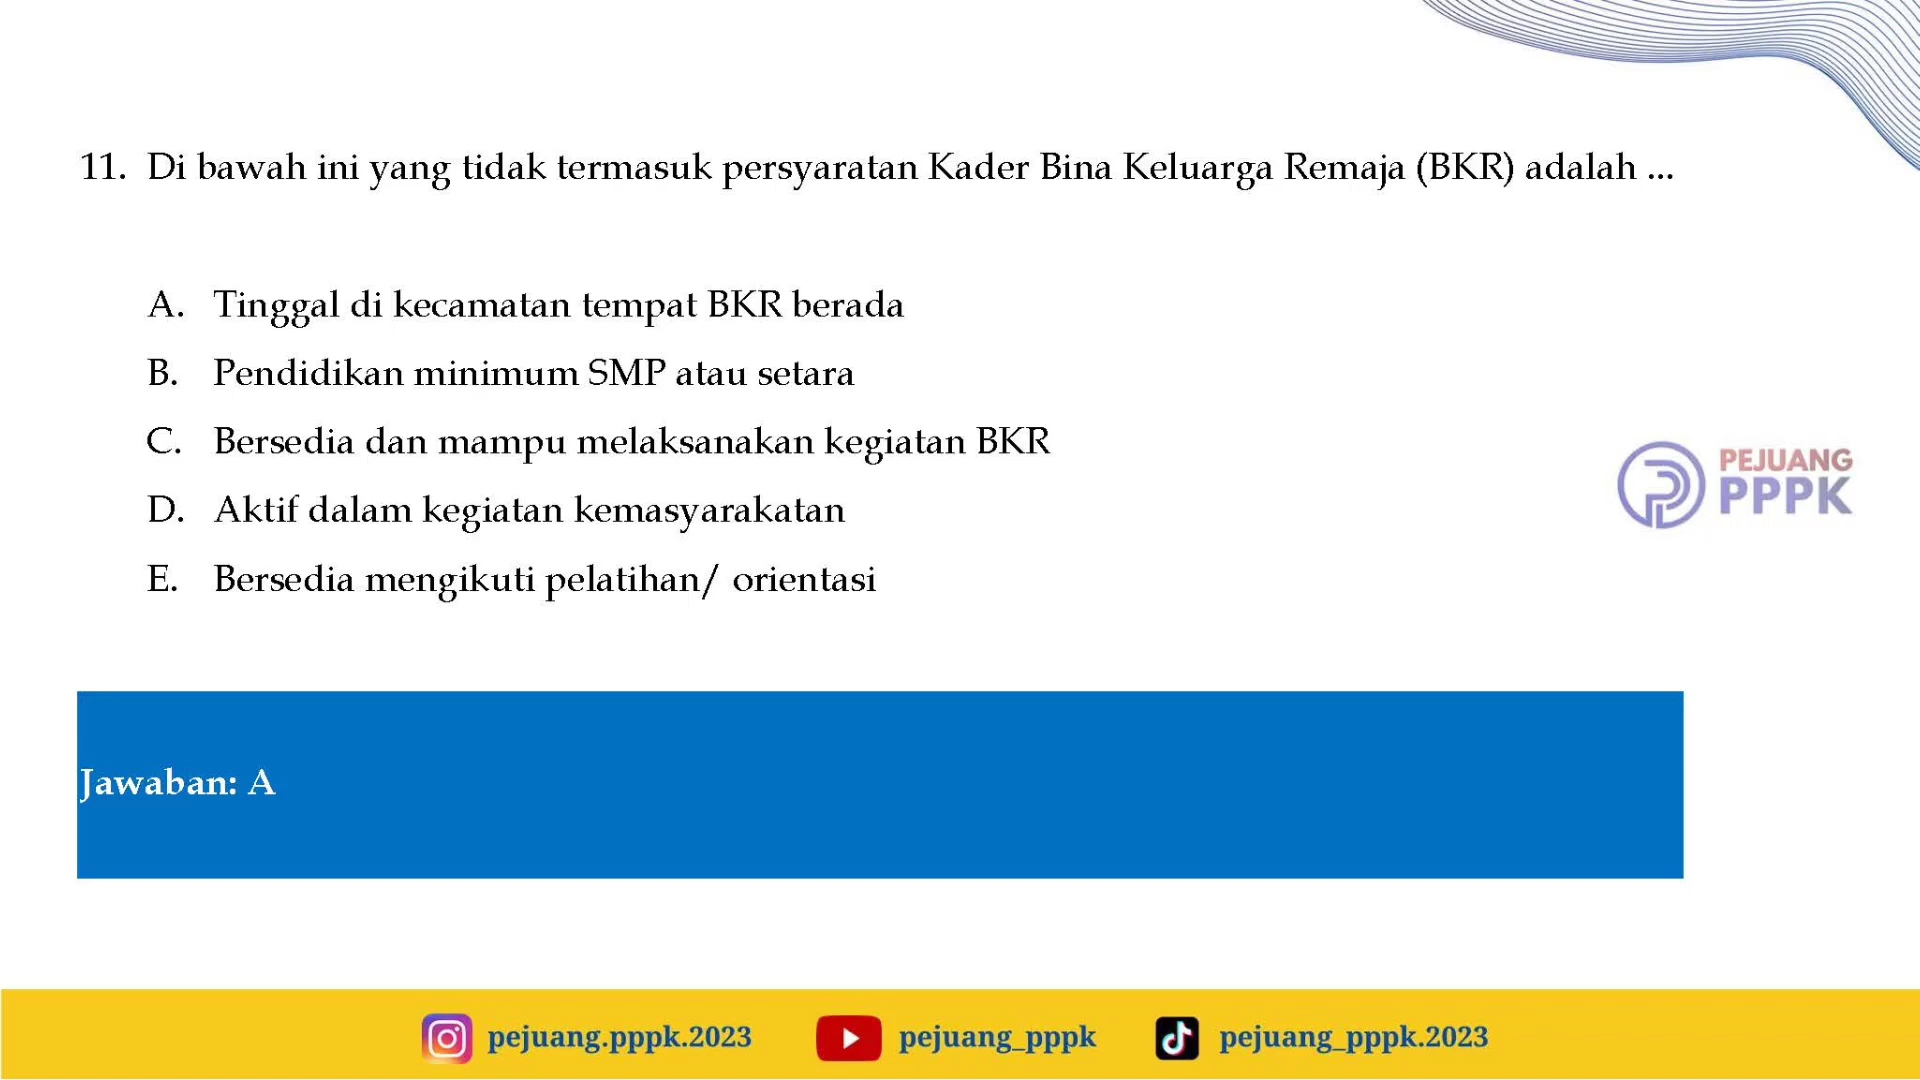 11. Di bawah ini yang tidak termasuk persyaratan Kader Bina Keluarga Remaja (BKR) adalah ...
A. Tinggal di kecamatan tempat BKR berada
B. Pendidikan minimum SMP atau setara
C. Bersedia dan mampu melaksanakan kegiatan BKR
D. Aktif dalam kegiatan kemasyarakatan
E. Bersedia mengikuti pelatihan/ orientasi
PEJUANG
PPPK
Jawaban: A
pejuang.pppk.2023 pejuang_pppk pejuang_pppk.2023